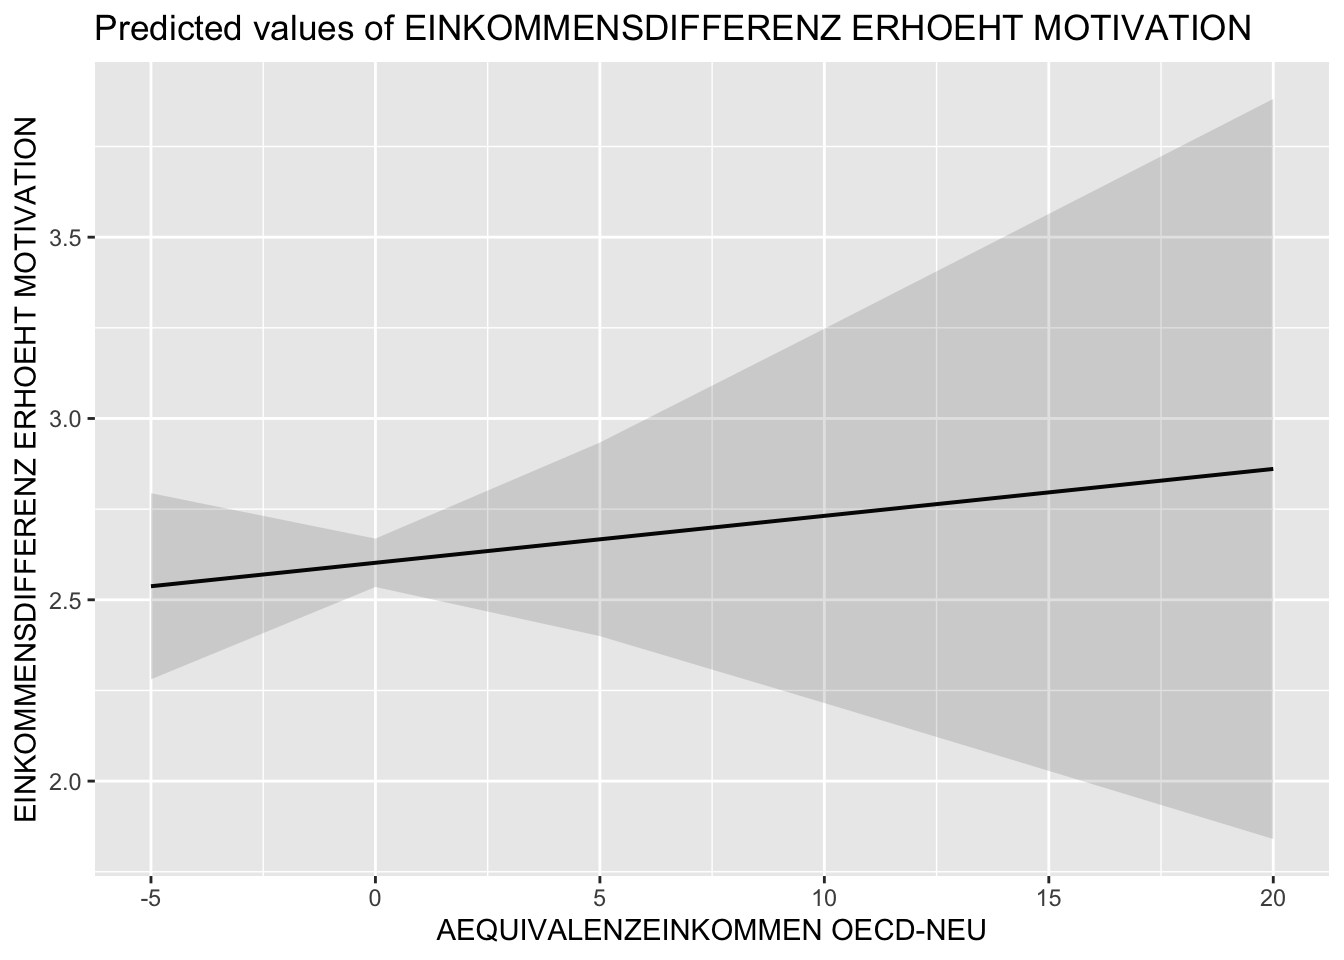 Predicted values of EINKOMMENSDIFFERENZ ERHOEHT MOTIVATION
EINKOMMENSDIFFERENZ ERHOEHT MOTIVATION
3.5
3.0
2.5
2.0
-5 0 5 10 15 20
AEQUIVALENZEINKOMMEN OECD-NEU